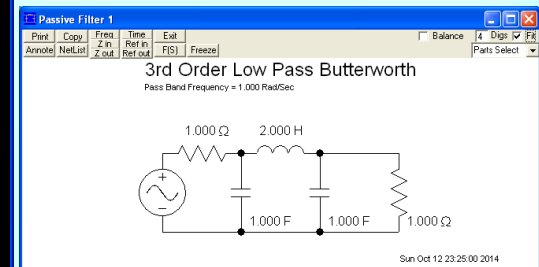 Passive Filter 1
Print Copy Freq Time Exit Balance 4 Digs Fit
Z in Ref in
Annote NetList Z out Ref out F(S) Freeze Parts Select
3rd Order Low Pass Butterworth
Pass Band Frequency = 1.000 Rad/Sec
1.000 Ω 2.000 H
+
−
1.000 F 1.000 F 1.000 Ω
Sun Oct 12 23:25:00 2014